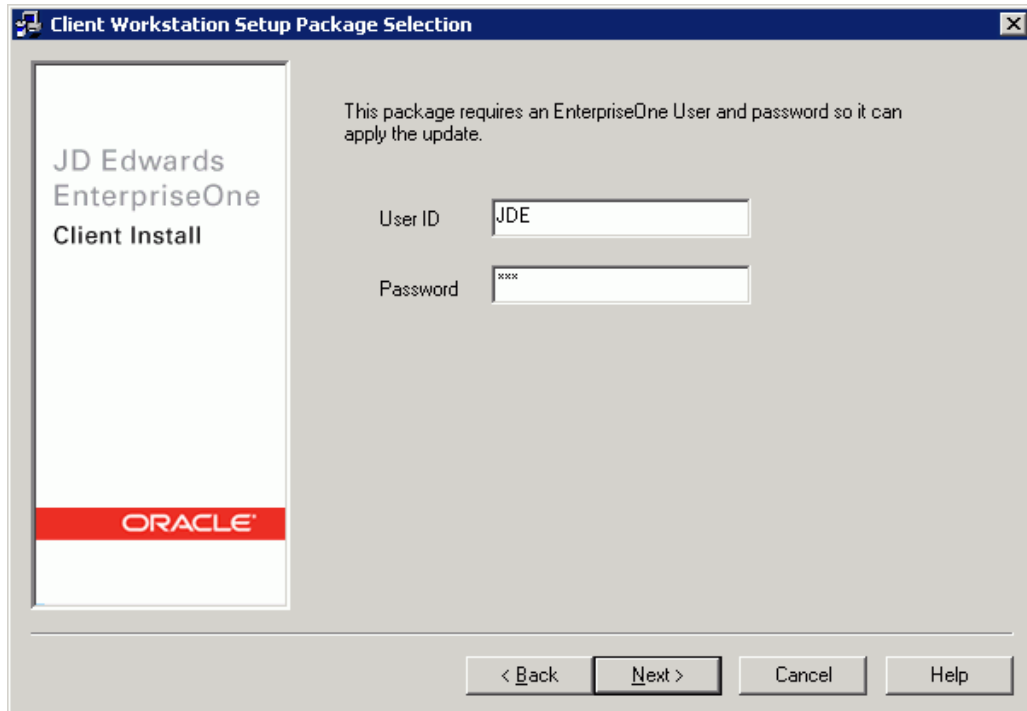 Client Workstation Setup Package Selection
JD Edwards
EnterpriseOne
Client Install
ORACLE
This package requires an EnterpriseOne User and password so it can
apply the update.
User ID
JDE
Password
***
< Back
Next >
Cancel
Help